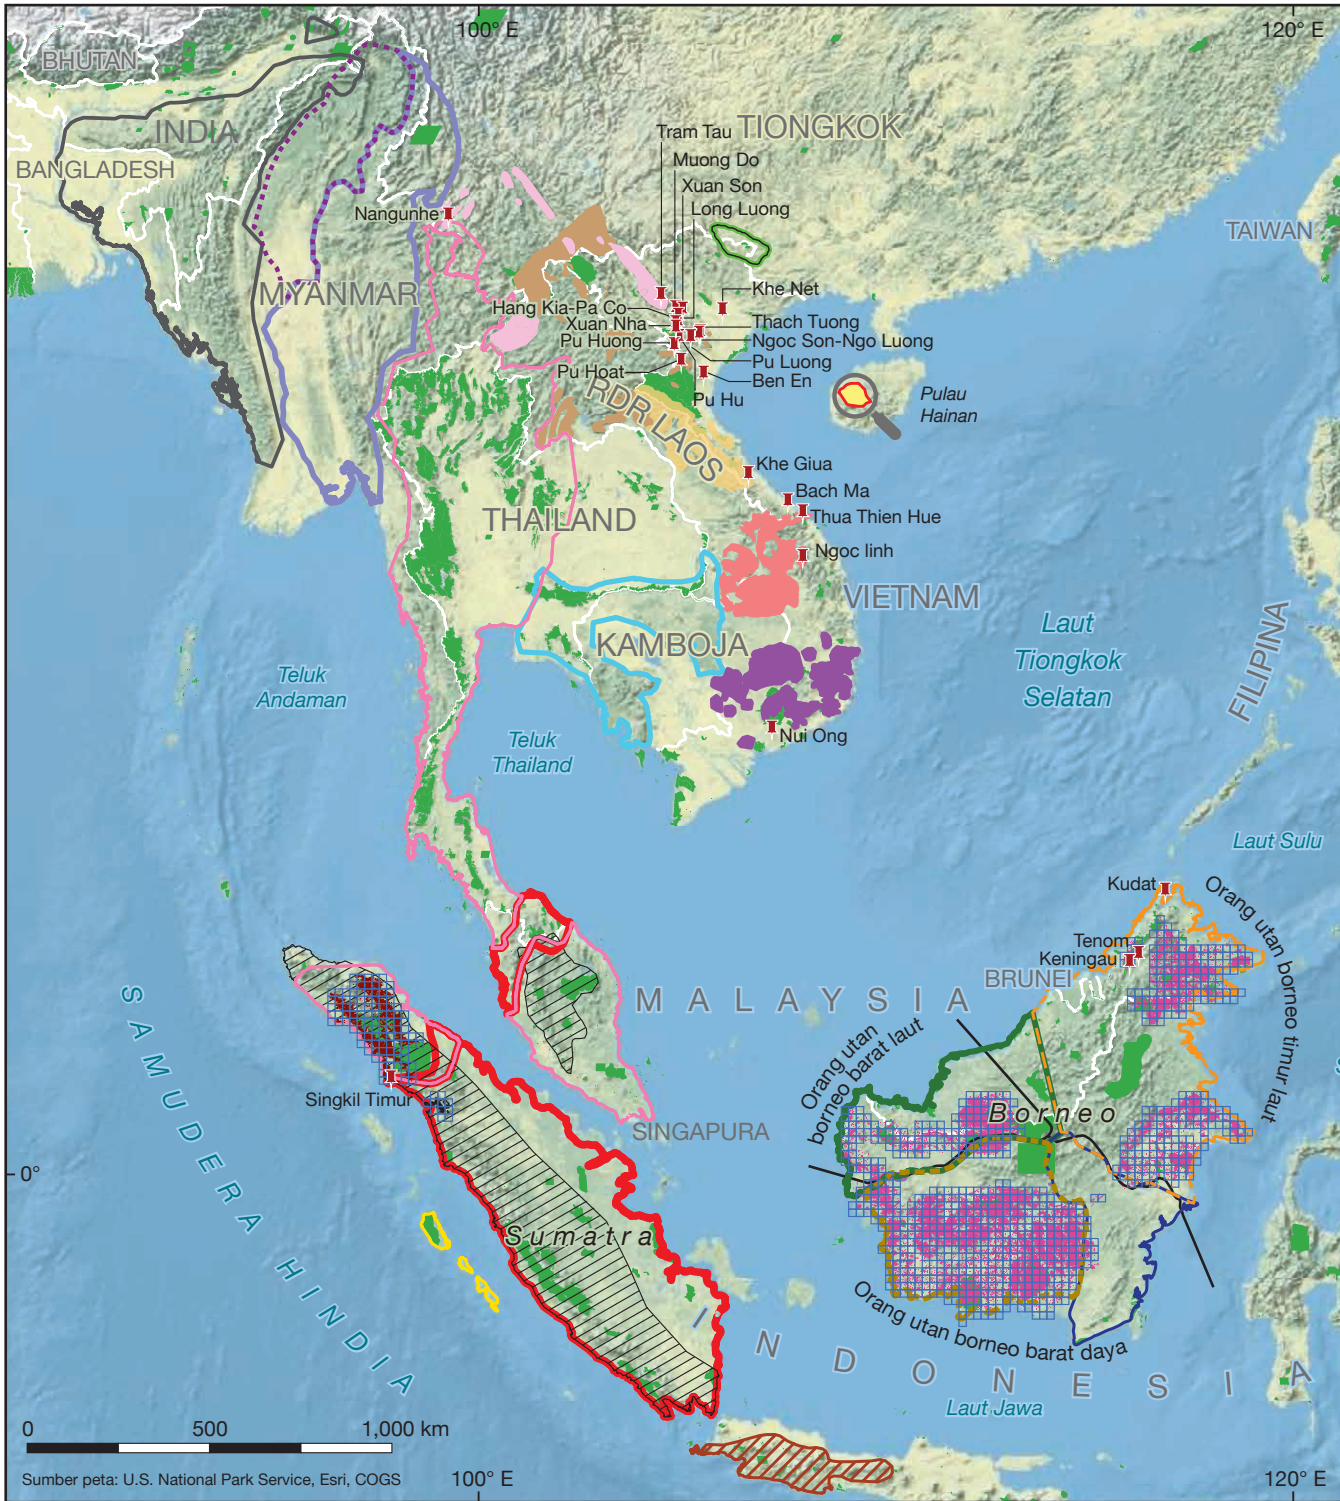 100° E
120° E
BHUTAN
INDIA
BANGLADESH
TIONGKOK
Tram Tau
Muong Do
Xuan Son
Long Luong
Nangunhe
TAIWAN
MYANMAR
Khe Net
Hang Kia-Pa Co
Xuan Nha
Thach Tuong
Pu Huong
Ngoc Son-Ngo Luong
Pu Luong
Pu Hoat
Ben En
Pu Hu
RDR LAOS
Pulau
Hainan
Khe Giua
Bach Ma
Thua Thien Hue
THAILAND
Ngoc linh
VIETNAM
KAMBOJA
Laut
Tiongkok
Selatan
FILIPINA
Teluk
Andaman
Nui Ong
Teluk
Thailand
Laut Sulu
Kudat
Orang utan borneo timur laut
Tenom
Keningau
BRUNEI
MALAYSIA
Orang utan
borneo barat laut
SAMUDERA HINDIA
Singkil Timur
Borneo
SINGAPURA
0°
Sumatra
Orang utan borneo barat daya
INDONESIA
Laut Jawa
0 500 1,000 km
Sumber peta: U.S. National Park Service, Esri, COGS
100° E
120° E